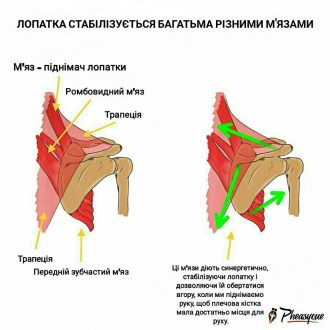 ЛОПАТКА СТАБІЛІЗУЄТЬСЯ БАГАТЬМА РІЗНИМИ М'ЯЗАМИ
М'яз - піднімач лопатки
Ромбовидний м'яз
Трапеція
Трапеція
Передній зубчастий м'яз
Ці м'язи діють синергетично,
стабілізуючи лопатку і
дозволяючи їй обертатися
вгору, коли ми піднімаємо
руку, щоб плечова кістка
мала достатньо місця для
руху.
Pheasyque